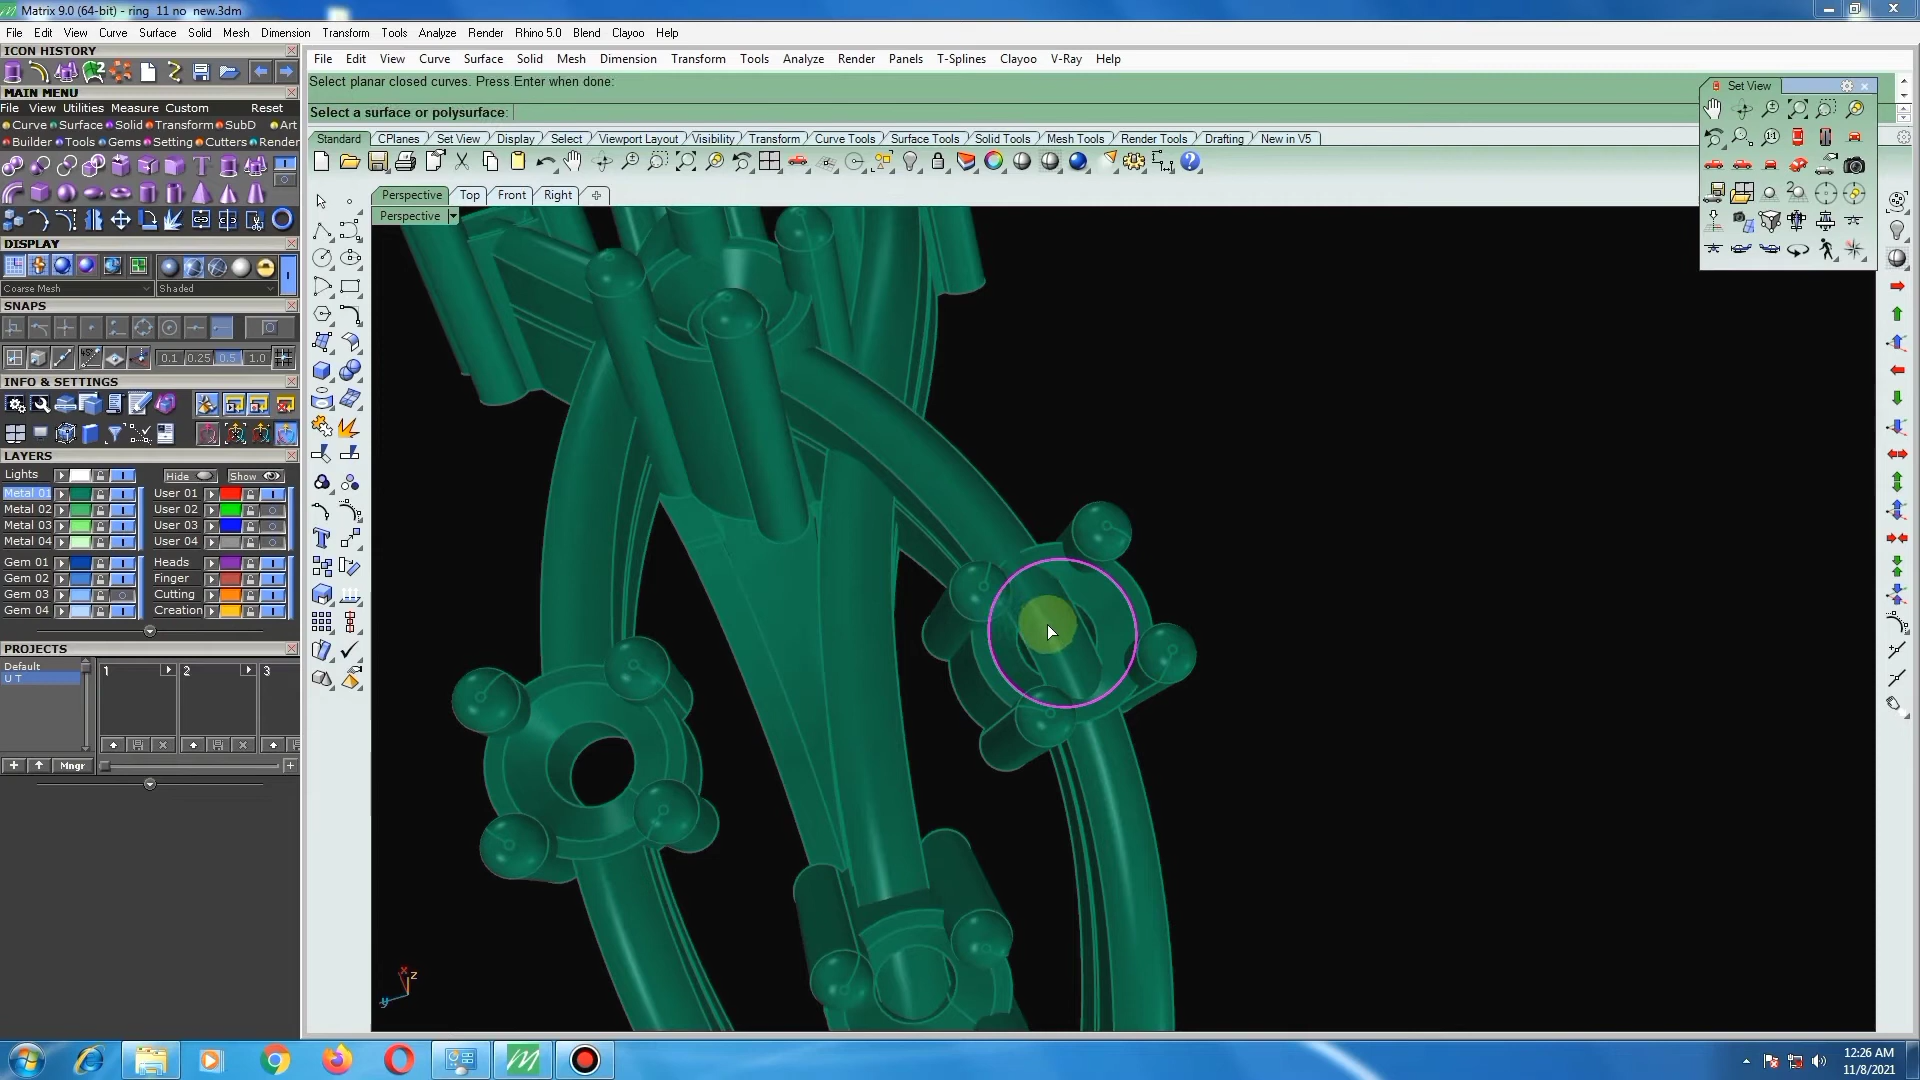 Matrix 9.0 (64-bit) - ring  11 no  new.3dm
File Edit View Curve Surface Solid Mesh Dimension Transform Tools Analyze Render Rhino 5.0 Blend Clayoo Help
ICON HISTORY
MAIN MENU
File View Utilities Measure Custom Reset
Curve Surface Solid Transform SubD Art
Builder Tools Gems Setting Cutters Render
DISPLAY
Coarse Mesh Shaded
SNAPS
0.1 0.25 0.5 1.0
INFO & SETTINGS
LAYERS
Lights Hide Show
Metal 01 User 01
Metal 02 User 02
Metal 03 User 03
Metal 04 User 04
Gem 01 Heads
Gem 02 Finger
Gem 03 Cutting
Gem 04 Creation
PROJECTS
Default
U T
1 2 3
Mngr
File Edit View Curve Surface Solid Mesh Dimension Transform Tools Analyze Render Panels T-Splines Clayoo V-Ray Help
Select planar closed curves. Press Enter when done:
Select a surface or polysurface:
Standard CPlanes Set View Display Select Viewport Layout Visibility Transform Curve Tools Surface Tools Solid Tools Mesh Tools Render Tools Drafting New in V5
Perspective Top Front Right
Perspective
Set View
x z
y
12:26 AM
11/8/2021